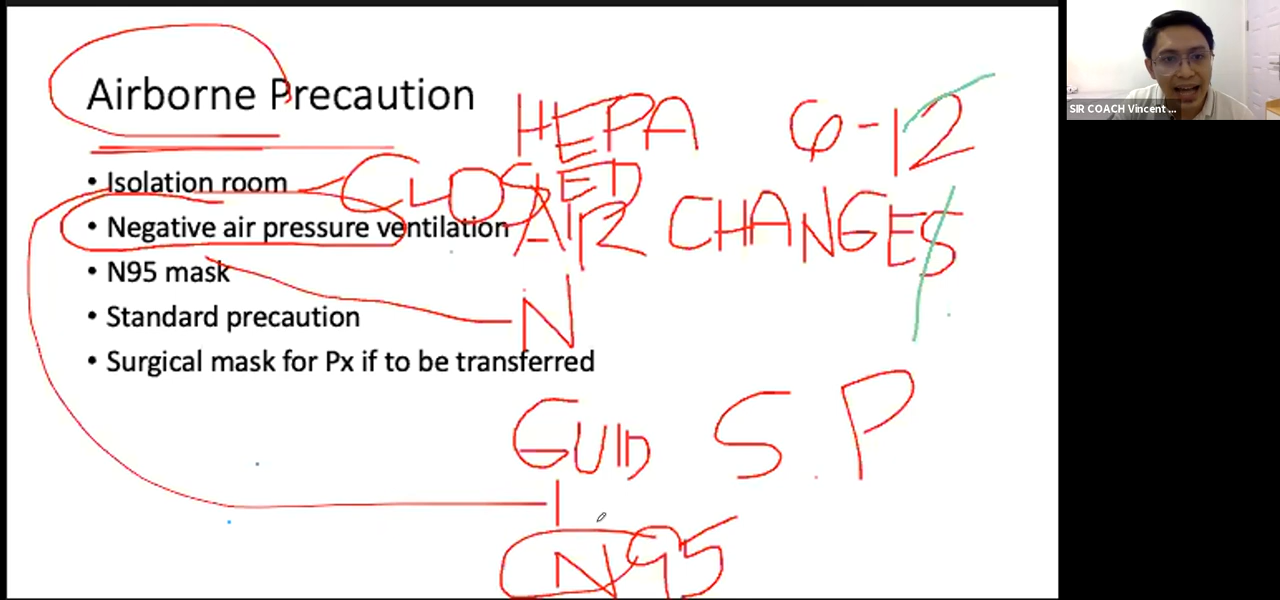 Airborne Precaution
HEPA 6-12
SIR COACH Vincent ...
• Isolation room
CLOSED
AIR CHANGES
• Negative air pressure ventilation
• N95 mask
N
• Standard precaution
• Surgical mask for Px if to be transferred
S.P
I
N95